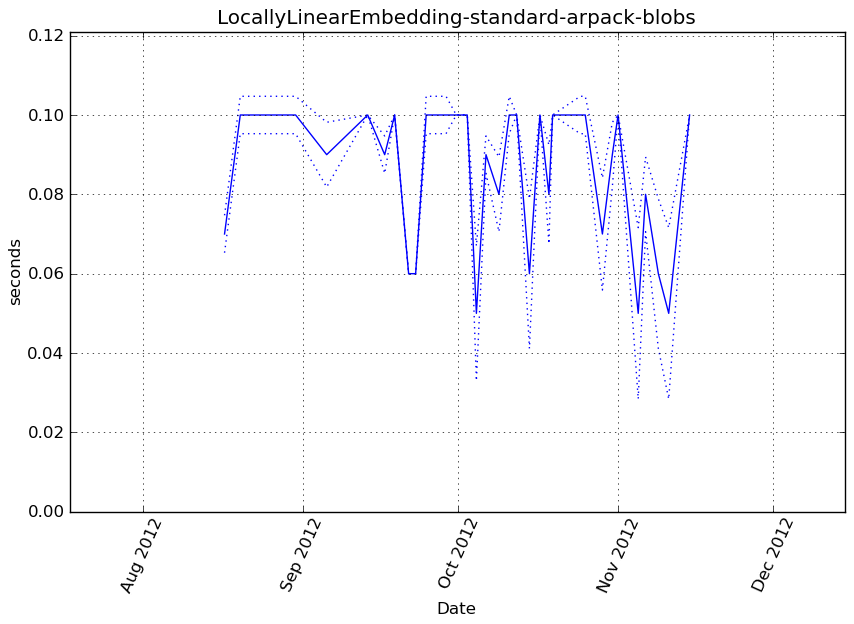 LocallyLinearEmbedding-standard-arpack-blobs
0.12
0.10
0.08
0.06
0.04
0.02
0.00
seconds
Aug 2012
Sep 2012
Oct 2012
Nov 2012
Dec 2012
Date